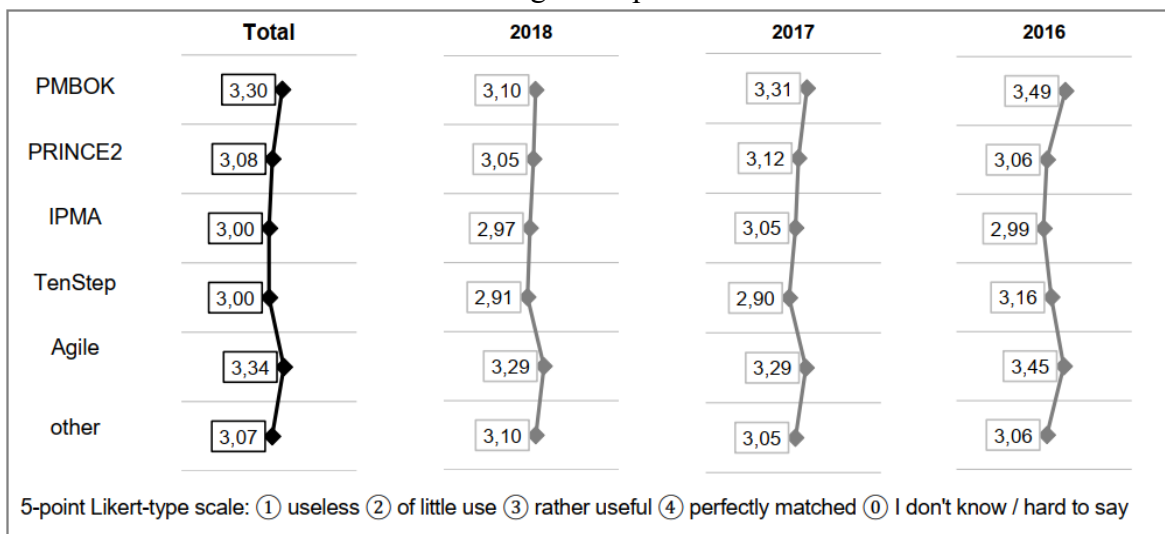 Total 2018 2017 2016
PMBOK 3,30 3,10 3,31 3,49
PRINCE2 3,08 3,05 3,12 3,06
IPMA 3,00 2,97 3,05 2,99
TenStep 3,00 2,91 2,90 3,16
Agile 3,34 3,29 3,29 3,45
other 3,07 3,10 3,05 3,06
5-point Likert-type scale: ① useless ② of little use ③ rather useful ④ perfectly matched ⓪ I don't know / hard to say